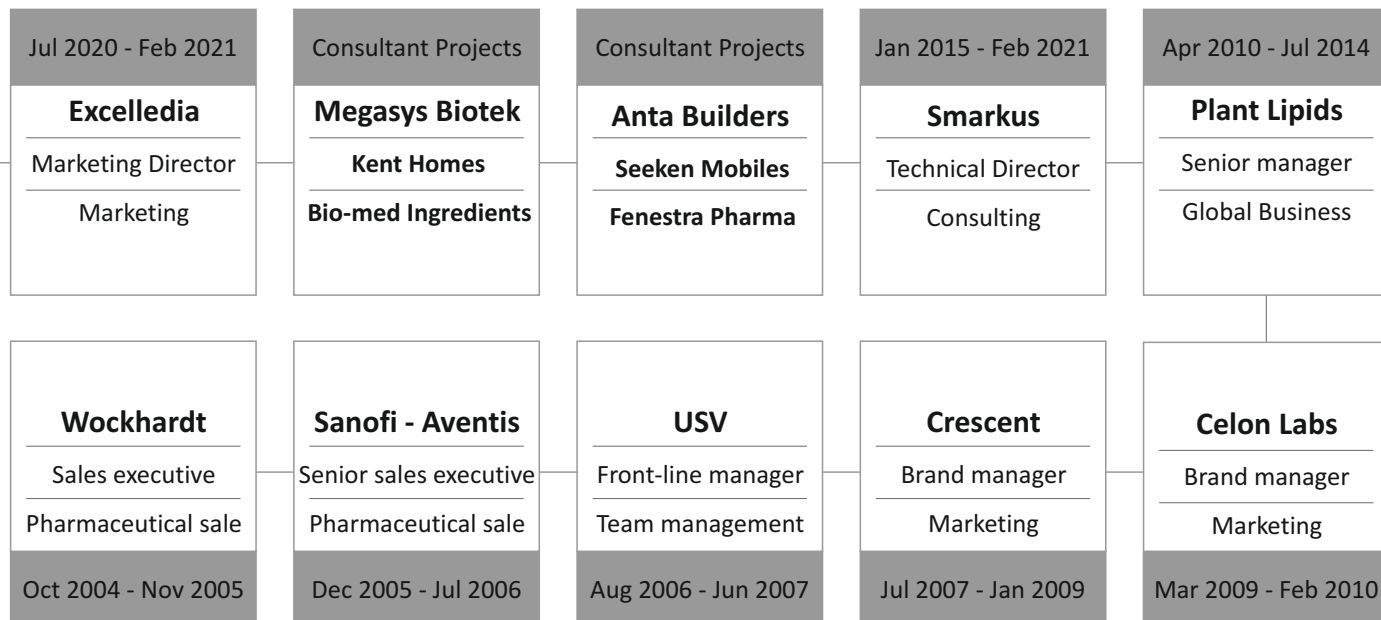 Jul 2020 - Feb 2021
Excelledia
Marketing Director
Marketing
Consultant Projects
Megasys Biotek
Kent Homes
Bio-med Ingredients
Consultant Projects
Anta Builders
Seeken Mobiles
Fenestra Pharma
Jan 2015 - Feb 2021
Smarkus
Technical Director
Consulting
Apr 2010 - Jul 2014
Plant Lipids
Senior manager
Global Business
Wockhardt
Sales executive
Pharmaceutical sale
Oct 2004 - Nov 2005
Sanofi - Aventis
Senior sales executive
Pharmaceutical sale
Dec 2005 - Jul 2006
USV
Front-line manager
Team management
Aug 2006 - Jun 2007
Crescent
Brand manager
Marketing
Jul 2007 - Jan 2009
Celon Labs
Brand manager
Marketing
Mar 2009 - Feb 2010